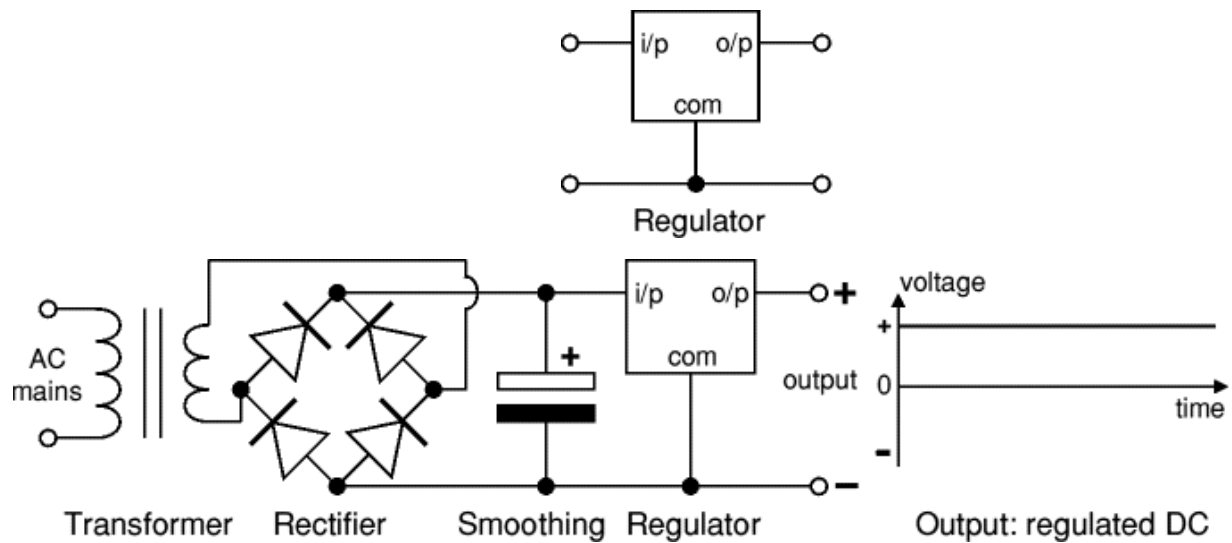 i/p o/p
com
Regulator
i/p o/p
com
+
-
voltage
+
AC
mains
+
output 0
time
-
Transformer Rectifier Smoothing Regulator Output: regulated DC